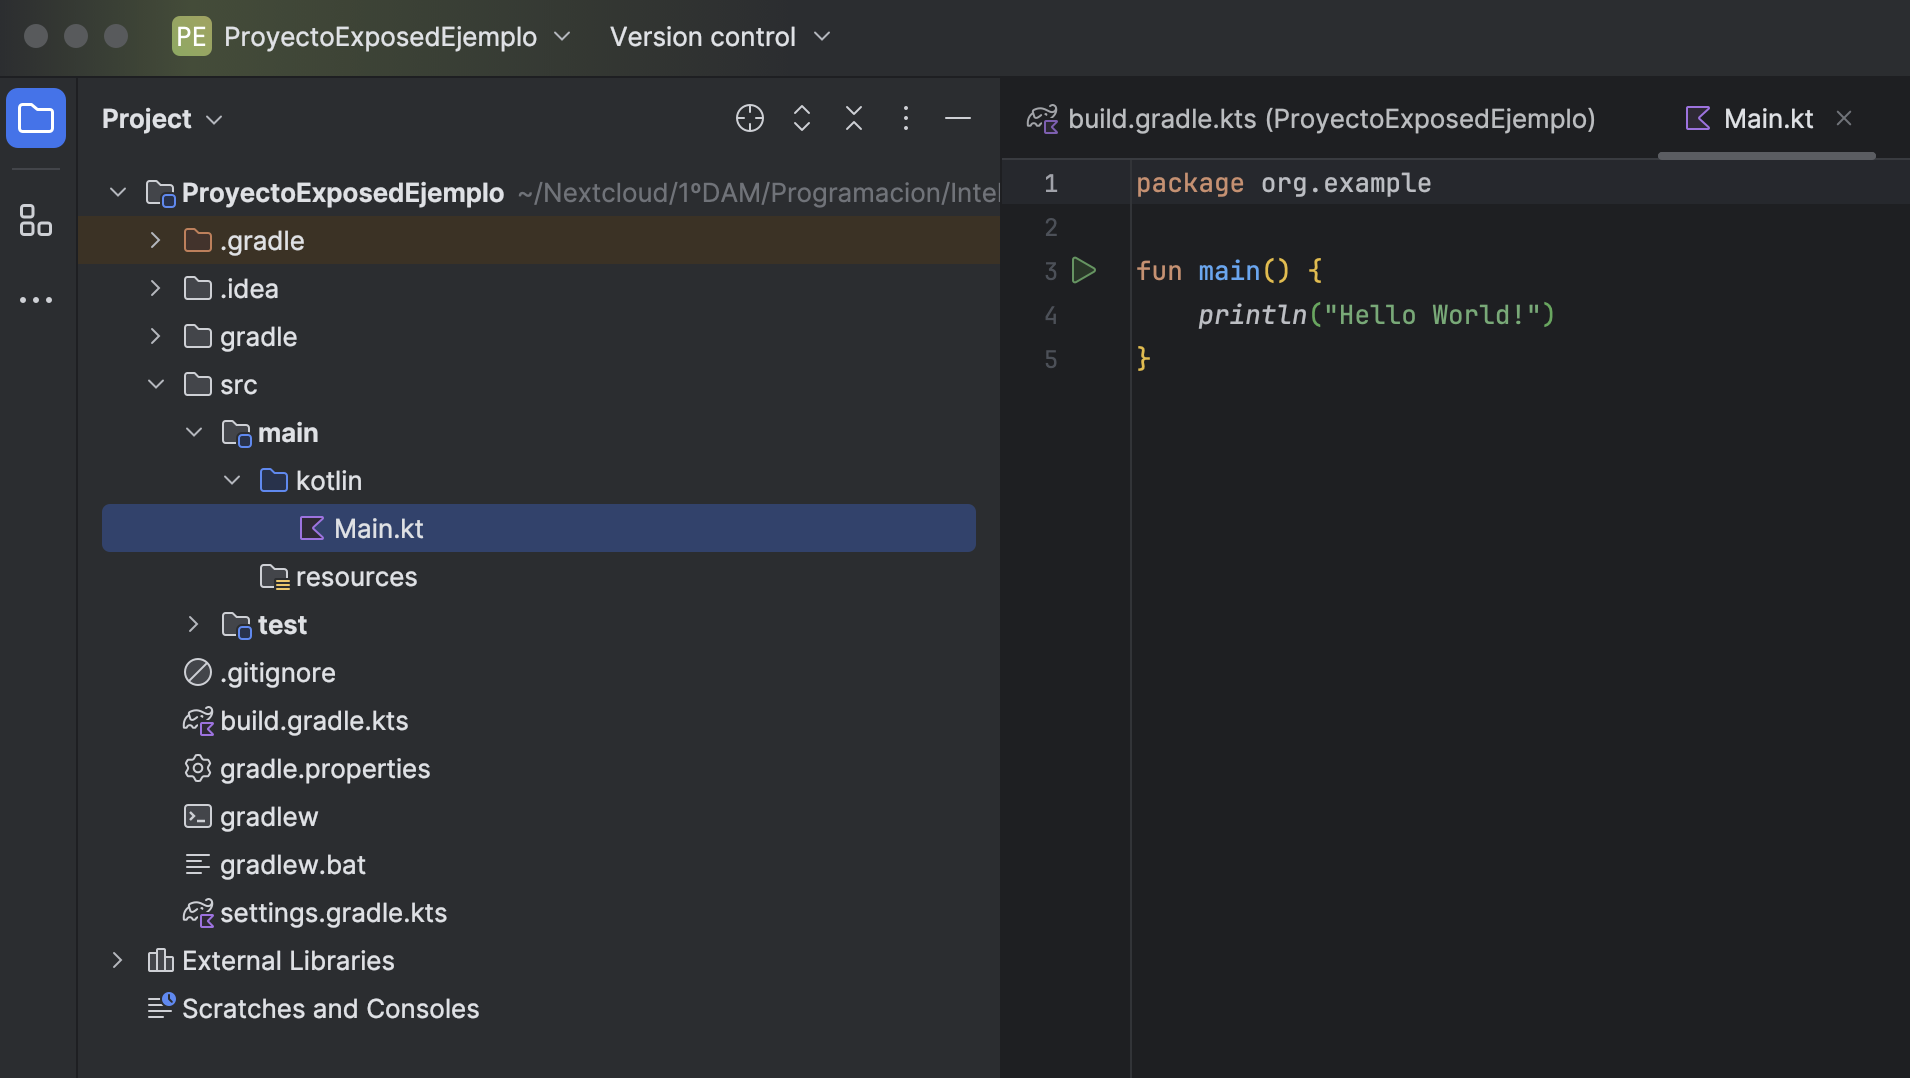 PE ProyectoExposedEjemplo Version control
Project
ProyectoExposedEjemplo ~/Nextcloud/1ºDAM/Programacion/Inte
.gradle
.idea
gradle
src
main
kotlin
Main.kt
resources
test
.gitignore
build.gradle.kts
gradle.properties
gradlew
gradlew.bat
settings.gradle.kts
External Libraries
Scratches and Consoles
build.gradle.kts (ProyectoExposedEjemplo) Main.kt
1 package org.example
2
3 fun main() {
4 println("Hello World!")
5 }